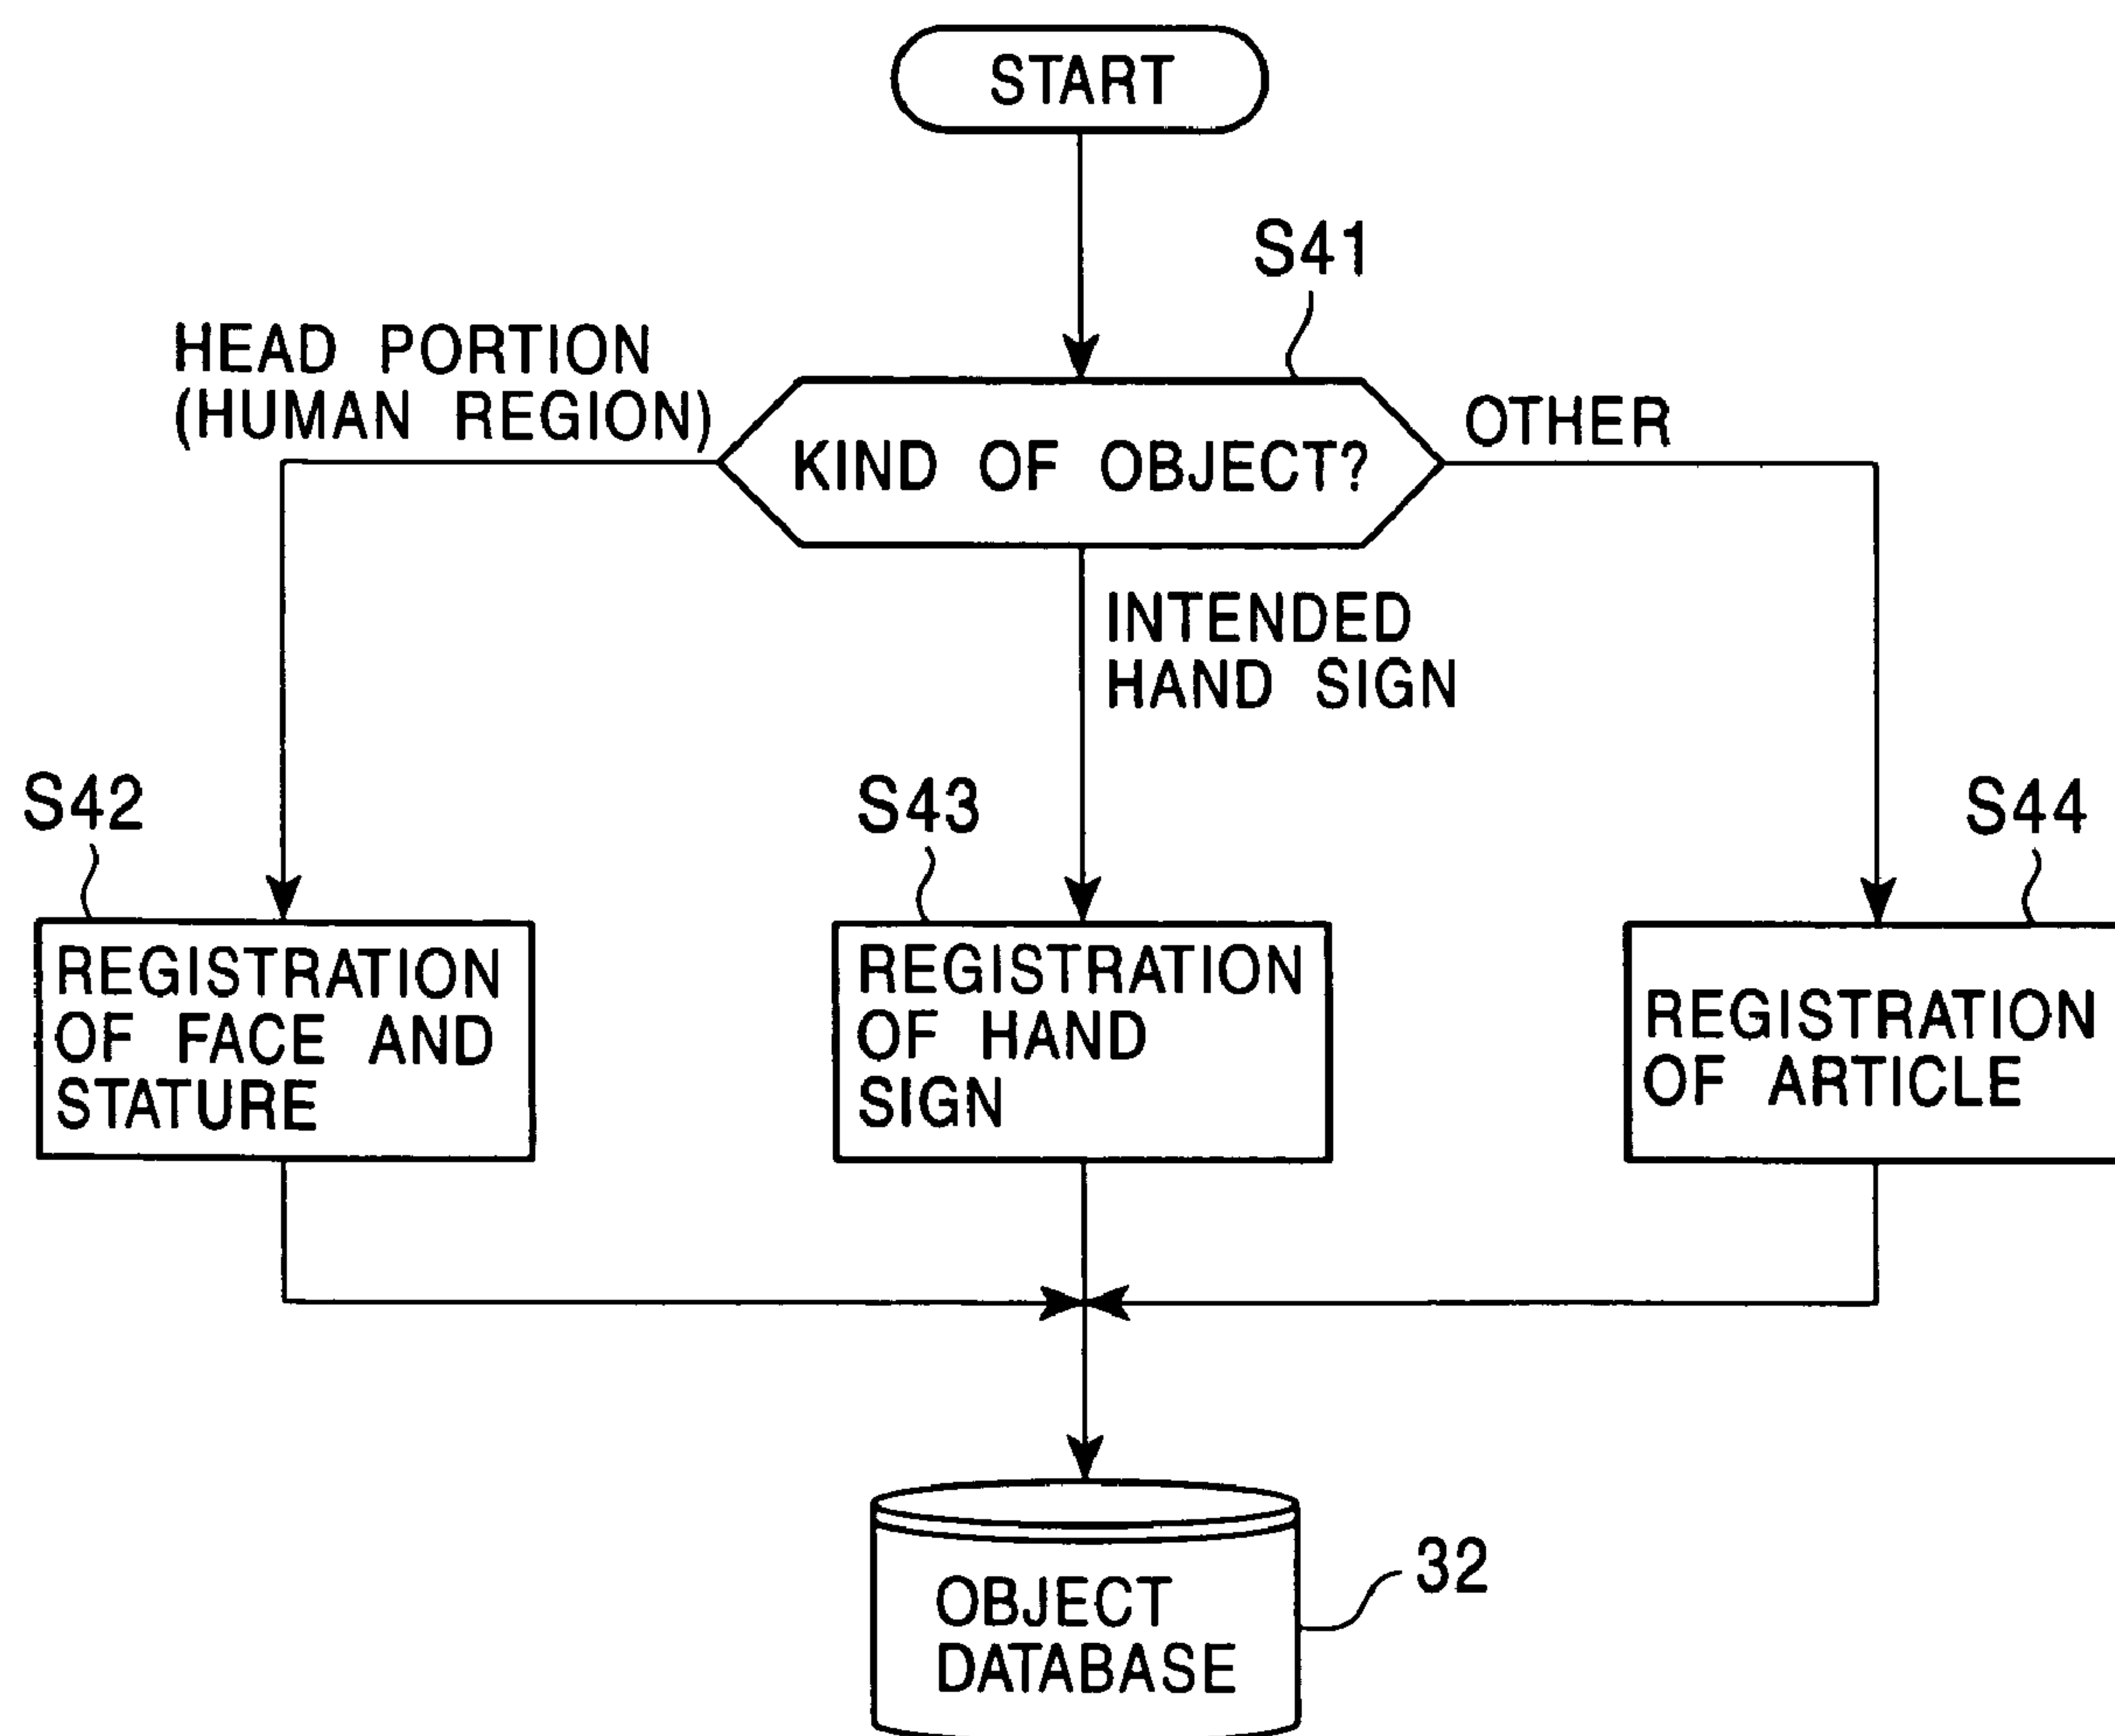 START
S41
HEAD PORTION
(HUMAN REGION)
KIND OF OBJECT?
OTHER
INTENDED
HAND SIGN
S42
REGISTRATION
OF FACE AND
STATURE
S43
REGISTRATION
OF HAND
SIGN
S44
REGISTRATION
OF ARTICLE
OBJECT
DATABASE
32